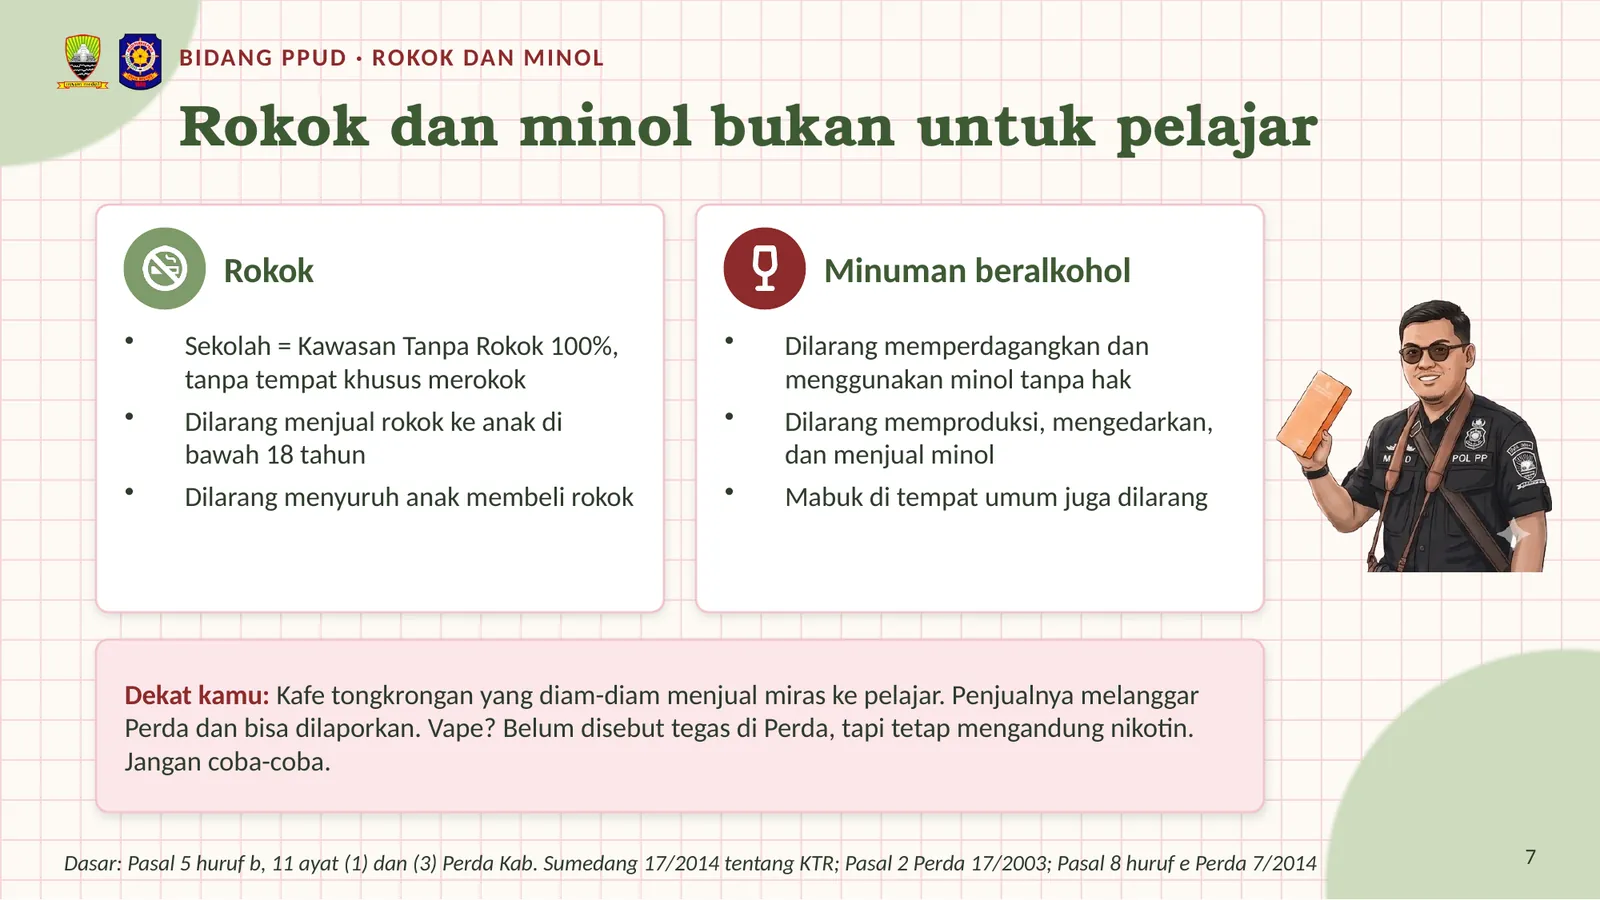 BIDANG PPUD · ROKOK DAN MINOL
Rokok dan minol bukan untuk pelajar
Rokok
• Sekolah = Kawasan Tanpa Rokok 100%,
tanpa tempat khusus merokok
• Dilarang menjual rokok ke anak di
bawah 18 tahun
• Dilarang menyuruh anak membeli rokok
Minuman beralkohol
• Dilarang memperdagangkan dan
menggunakan minol tanpa hak
• Dilarang memproduksi, mengedarkan,
dan menjual minol
• Mabuk di tempat umum juga dilarang
POL PP
Dekat kamu: Kafe tongkrongan yang diam-diam menjual miras ke pelajar. Penjualnya melanggar
Perda dan bisa dilaporkan. Vape? Belum disebut tegas di Perda, tapi tetap mengandung nikotin.
Jangan coba-coba.
Dasar: Pasal 5 huruf b, 11 ayat (1) dan (3) Perda Kab. Sumedang 17/2014 tentang KTR; Pasal 2 Perda 17/2003; Pasal 8 huruf e Perda 7/2014
7